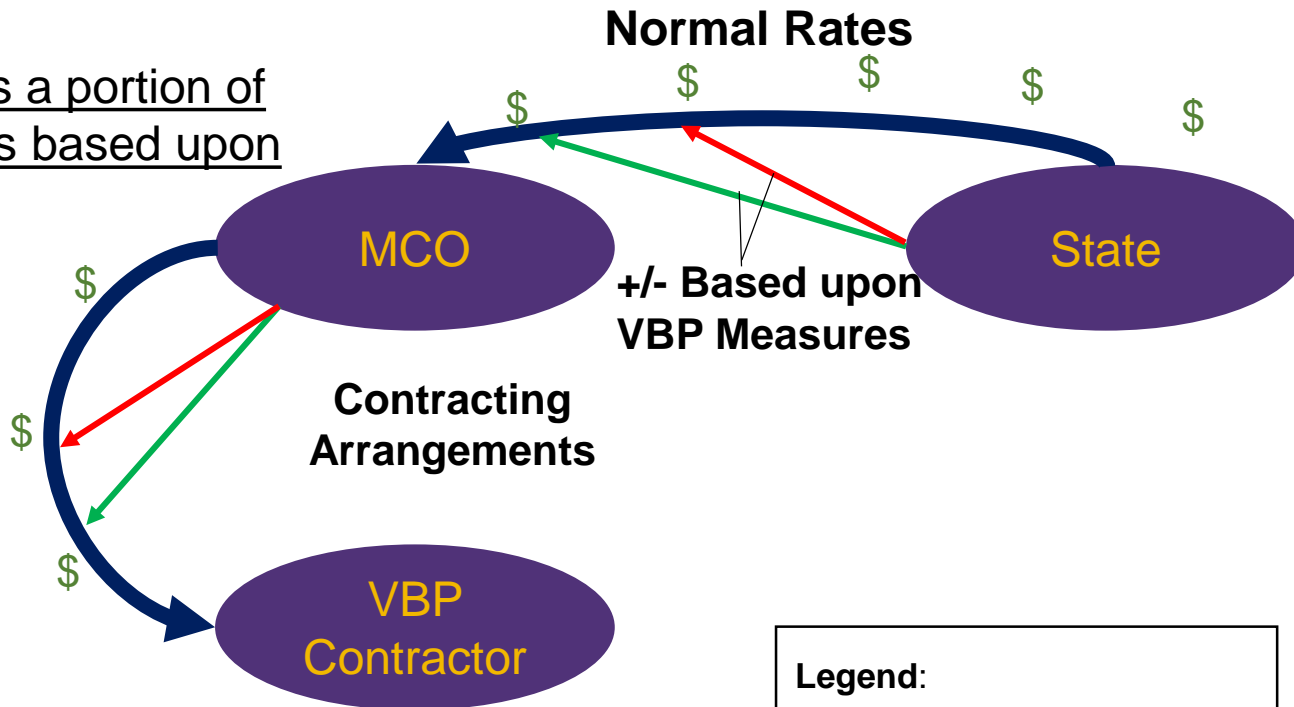 Normal Rates
$ $ $ $ $
s a portion of
s based upon
MCO
State
$
+/- Based upon
VBP Measures
Contracting
Arrangements
$
$
VBP
Contractor
Legend: